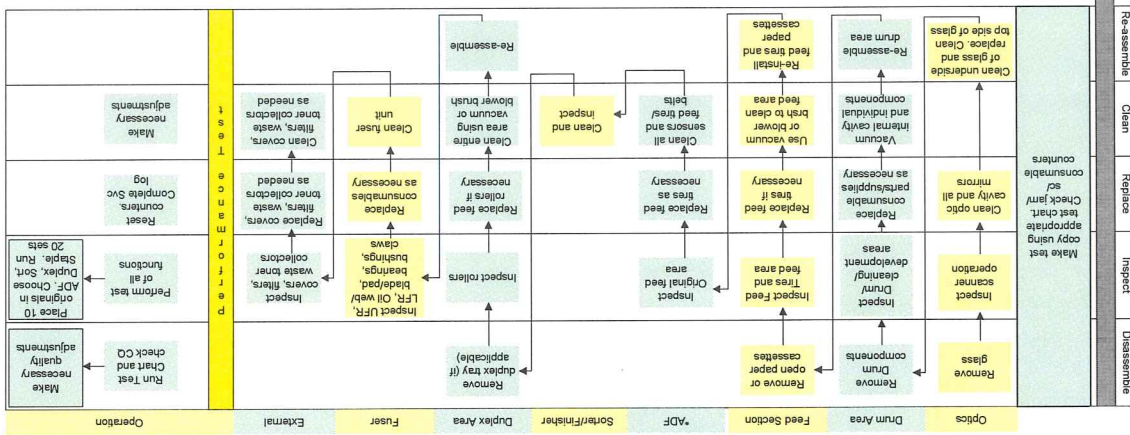 Optics
Drum Area
Feed Section
*ADF
Sorter/Finisher
Duplex Area
Fuser
External
Operation
Disassemble
Remove
glass
Remove
Drum
components
Remove or
open paper
cassettes
Remove
duplex tray (if
applicable)
Run Test
Chart and
check CQ
Make
necessary
quality
adjustments
Inspect
Make test
copy using
appropriate
test chart.
Check jam/
sc/
consumable
counters
Inspect
scanner
operation
Inspect
drum/
cleaning/
development
areas
Inspect Feed
Tires and
feed area
Inspect
Original feed
area
Inspect rollers
Inspect UFR,
LFR, Oil web/
blade/pad,
bearings,
bushings,
claws
Inspect
covers, filters,
waste toner
collectors
Performance Test
Perform test
of all
functions
Place 10
originals in
ADF. Choose
Duplex, Sort,
Staple. Run
20 sets
Replace
Clean optic
cavity and all
mirrors
Replace
consumable
parts/supplies
as necessary
Replace feed
tires if
necessary
Replace feed
tires as
necessary
Replace feed
rollers if
necessary
Replace
consumables
as necessary
Replace covers,
filters, waste
toner collectors
as needed
Reset
counters.
Complete Svc
log
Clean
Vacuum
internal cavity
and individual
components
Use vacuum
or blower or
brsh to clean
feed area
Clean all
sensors and
feed tires/
belts
Clean and
inspect
Clean entire
area using
vacuum or
blower brush
Clean fuser
unit
Clean covers,
filters, waste
toner collectors
as needed
Make
necessary
adjustments
Re-assemble
Clean underside
of glass and
replace. Clean
top side of glass
Re-assemble
drum area
Re-install
feed tires and
paper
cassettes
Re-assemble